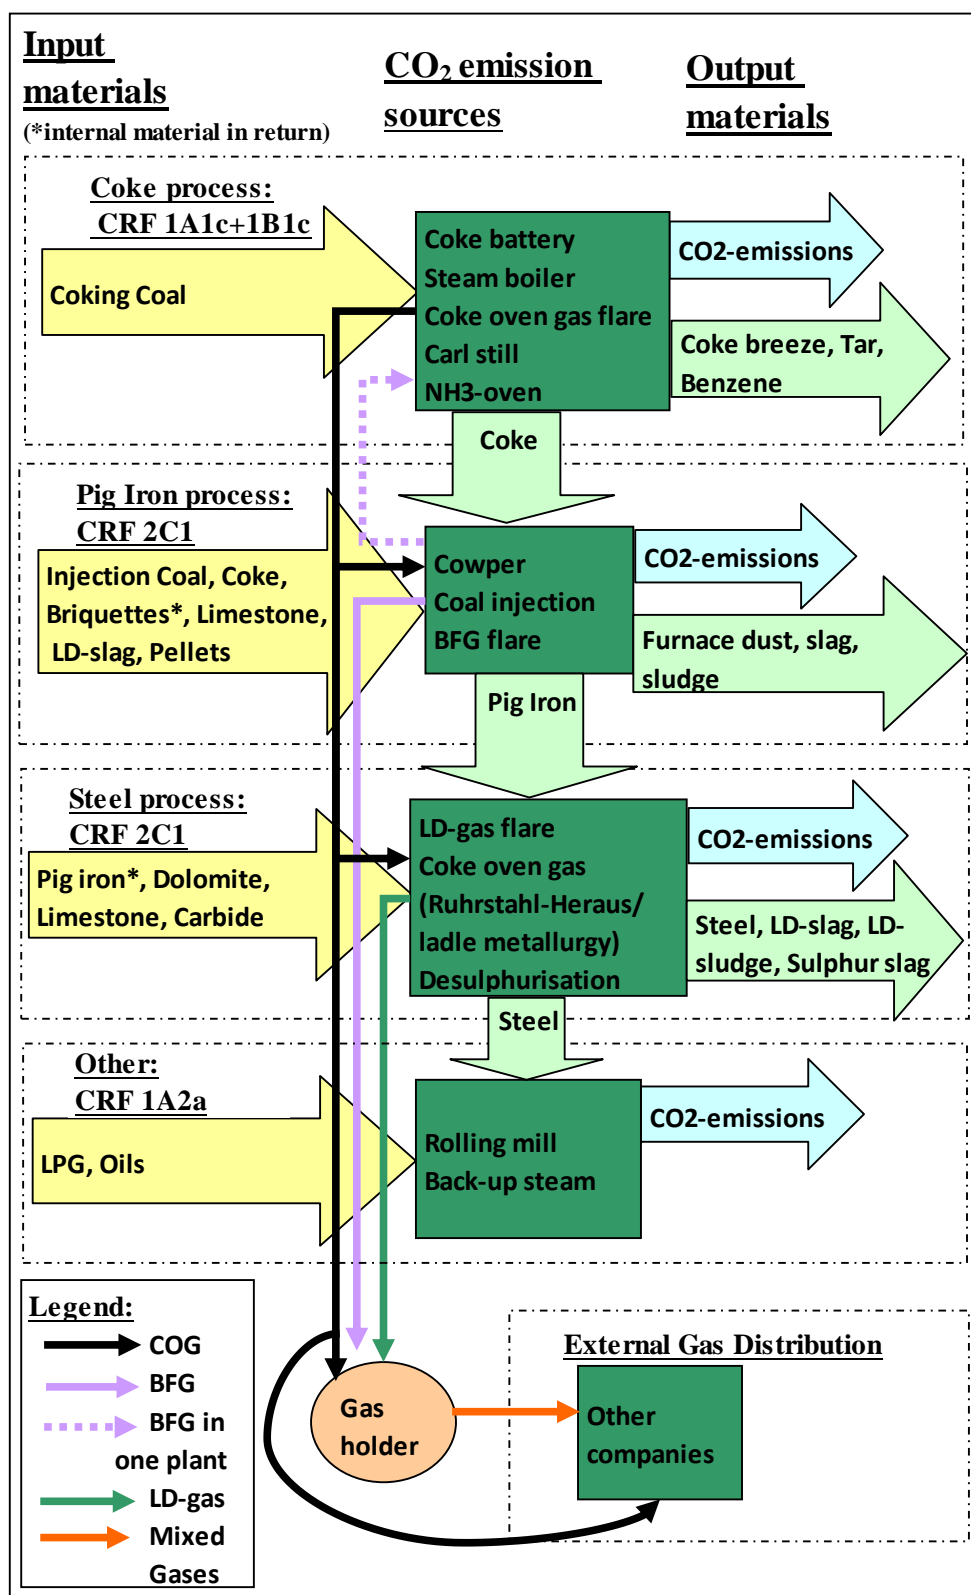 Input
materials
(*internal material in return)
CO2 emission
sources
Output
materials
Coke process:
CRF 1A1c+1B1c
Coking Coal
Coke battery
Steam boiler
Coke oven gas flare
Carl still
NH3-oven
CO2-emissions
Coke breeze, Tar,
Benzene
Coke
Pig Iron process:
CRF 2C1
Injection Coal, Coke,
Briquettes*, Limestone,
LD-slag, Pellets
Cowper
Coal injection
BFG flare
CO2-emissions
Furnace dust, slag,
sludge
Pig Iron
Steel process:
CRF 2C1
Pig iron*, Dolomite,
Limestone, Carbide
LD-gas flare
Coke oven gas
(Ruhrstahl-Heraus/
ladle metallurgy)
Desulphurisation
CO2-emissions
Steel, LD-slag, LD-
sludge, Sulphur slag
Steel
Other:
CRF 1A2a
LPG, Oils
Rolling mill
Back-up steam
CO2-emissions
Legend:
COG
BFG
BFG in
one plant
LD-gas
Mixed
Gases
Gas
holder
External Gas Distribution
Other
companies